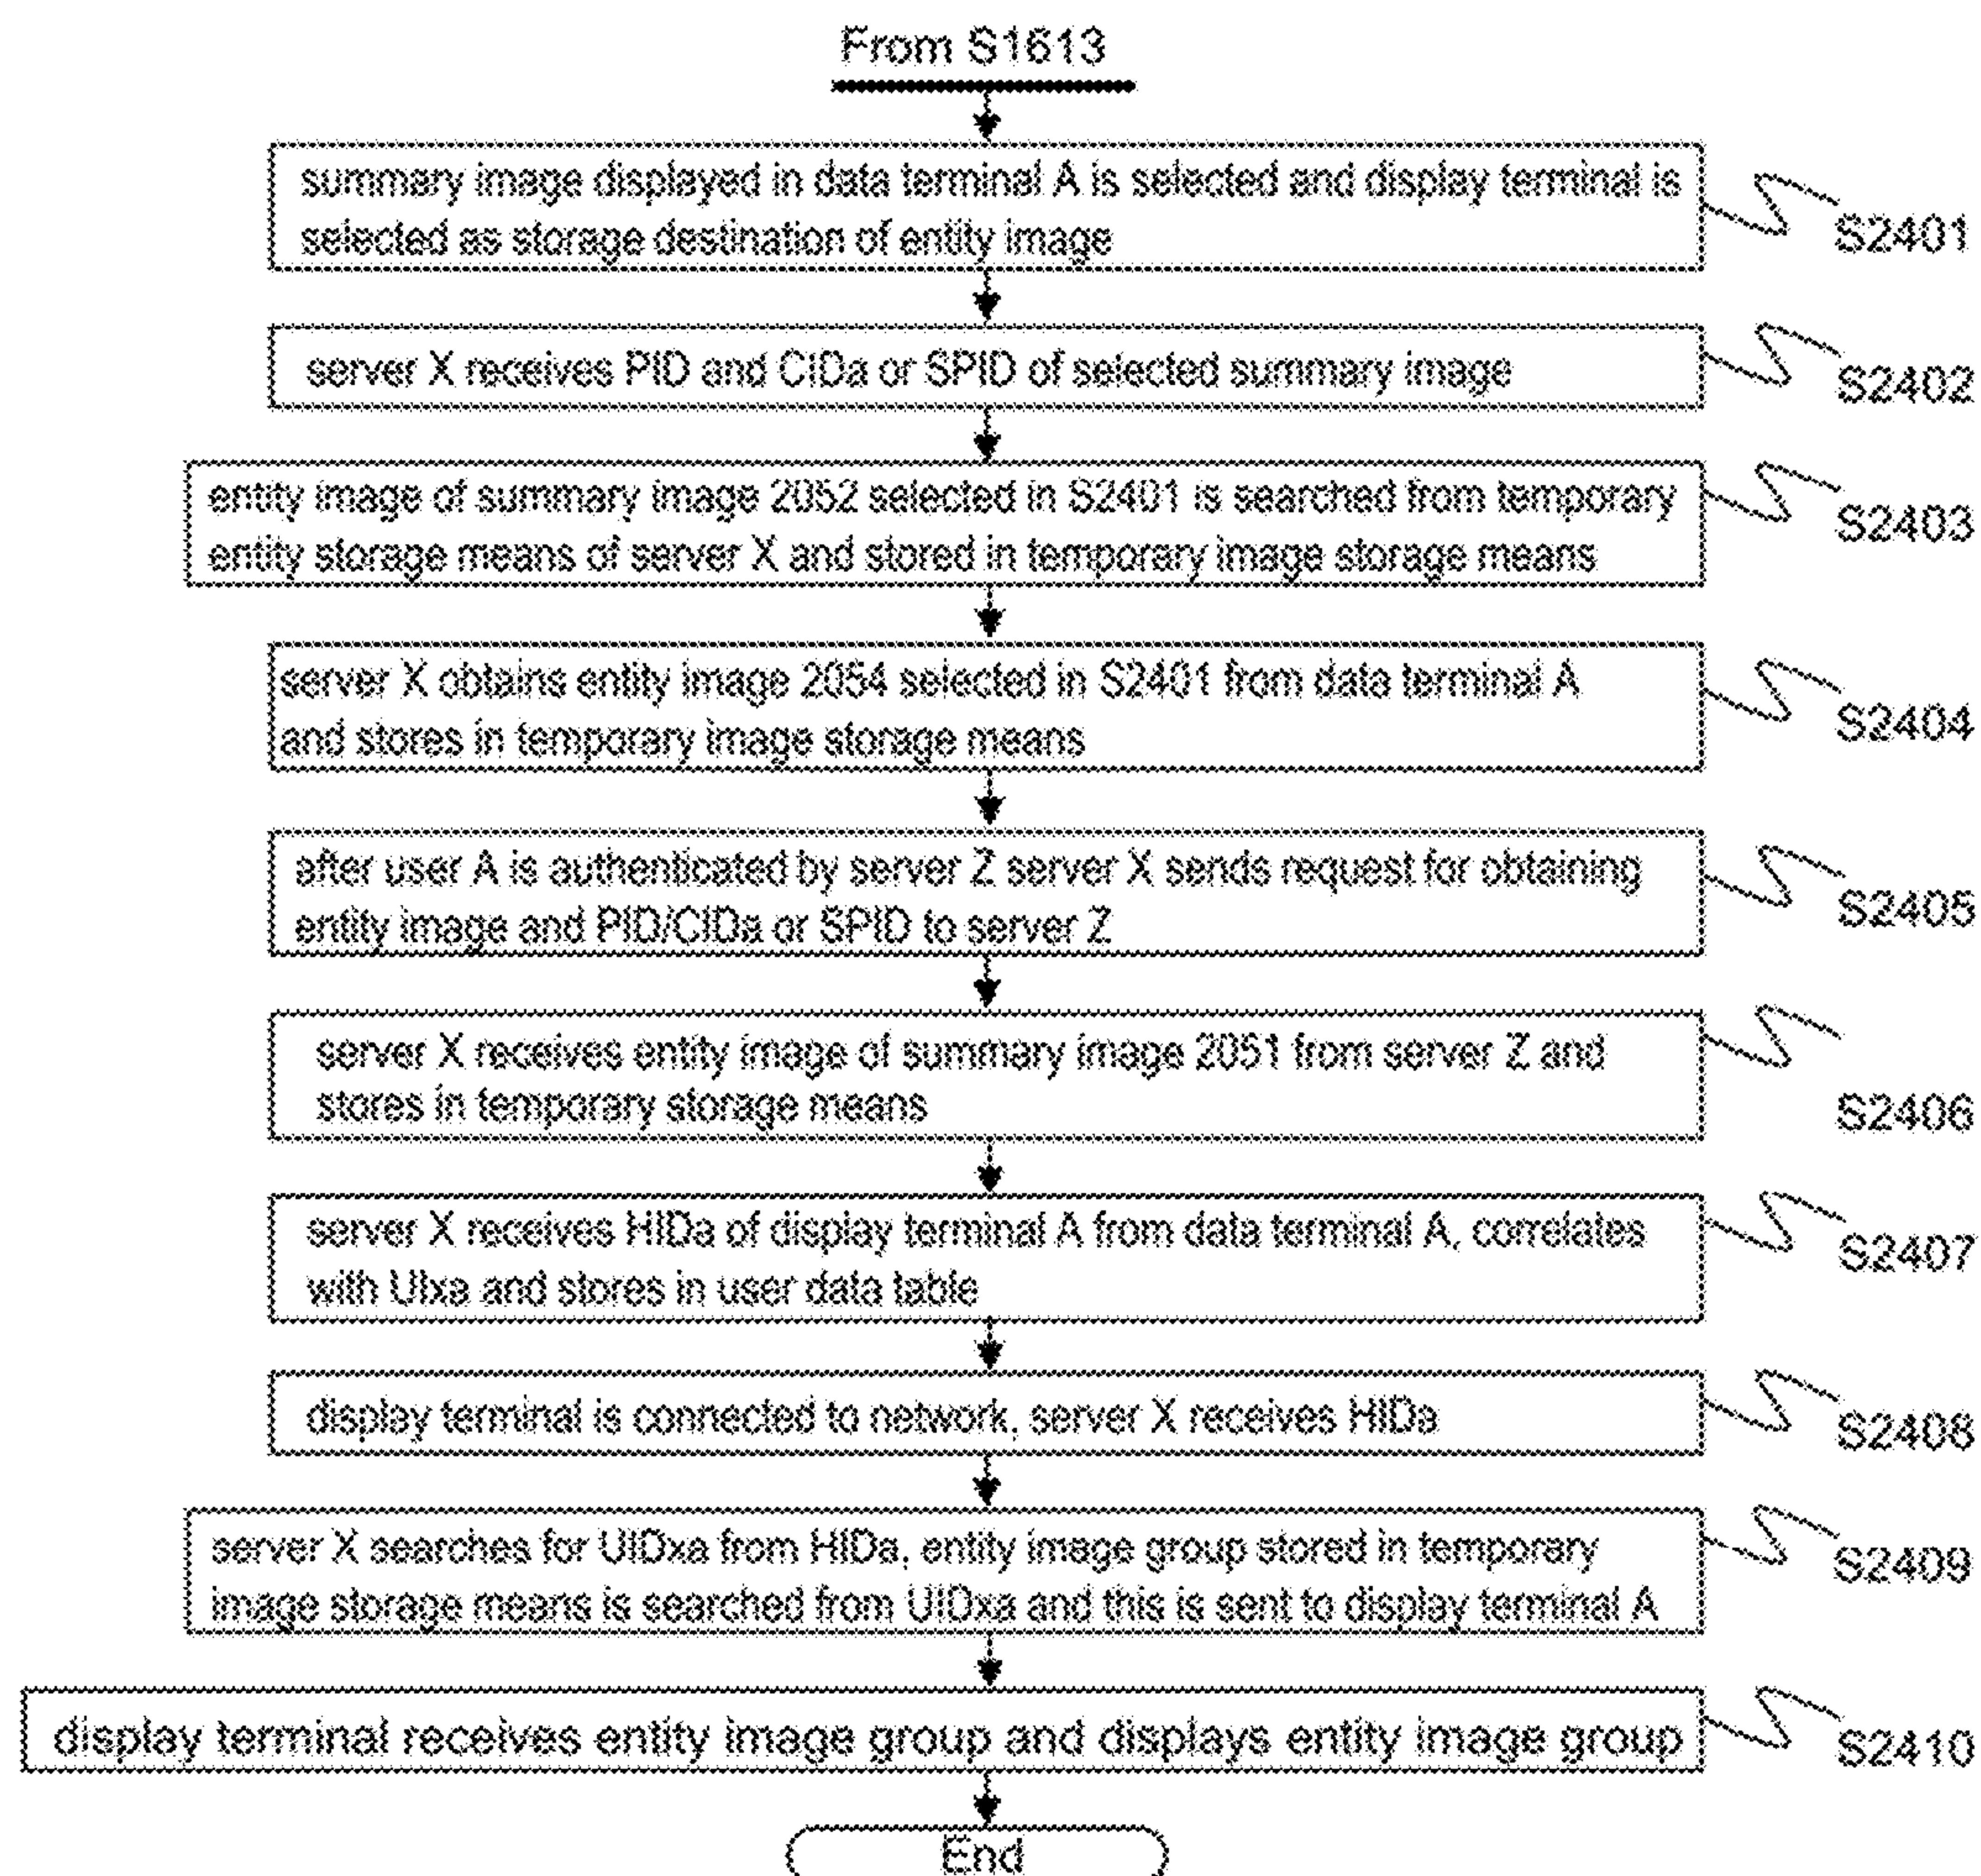 From S1613
summary image displayed in data terminal A is selected and display terminal is
selected as storage destination of entity image
S2401
server X receives PID and CIDa or SPID of selected summary image
S2402
entity image of summary image 2052 selected in S2401 is searched from temporary
entity storage means of server X and stored in temporary image storage means
S2403
server X obtains entity image 2054 selected in S2401 from data terminal A
and stores in temporary image storage means
S2404
after user A is authenticated by server Z server X sends request for obtaining
entity image and PID/CIDa or SPID to server Z
S2405
server X receives entity image of summary image 2051 from server Z and
stores in temporary storage means
S2406
server X receives HIDa of display terminal A from data terminal A, correlates
with UIxa and stores in user data table
S2407
display terminal is connected to network, server X receives HIDa
S2408
server X searches for UIDxa from HIDa, entity image group stored in temporary
image storage means is searched from UIDxa and this is sent to display terminal A
S2409
display terminal receives entity image group and displays entity image group
S2410
End